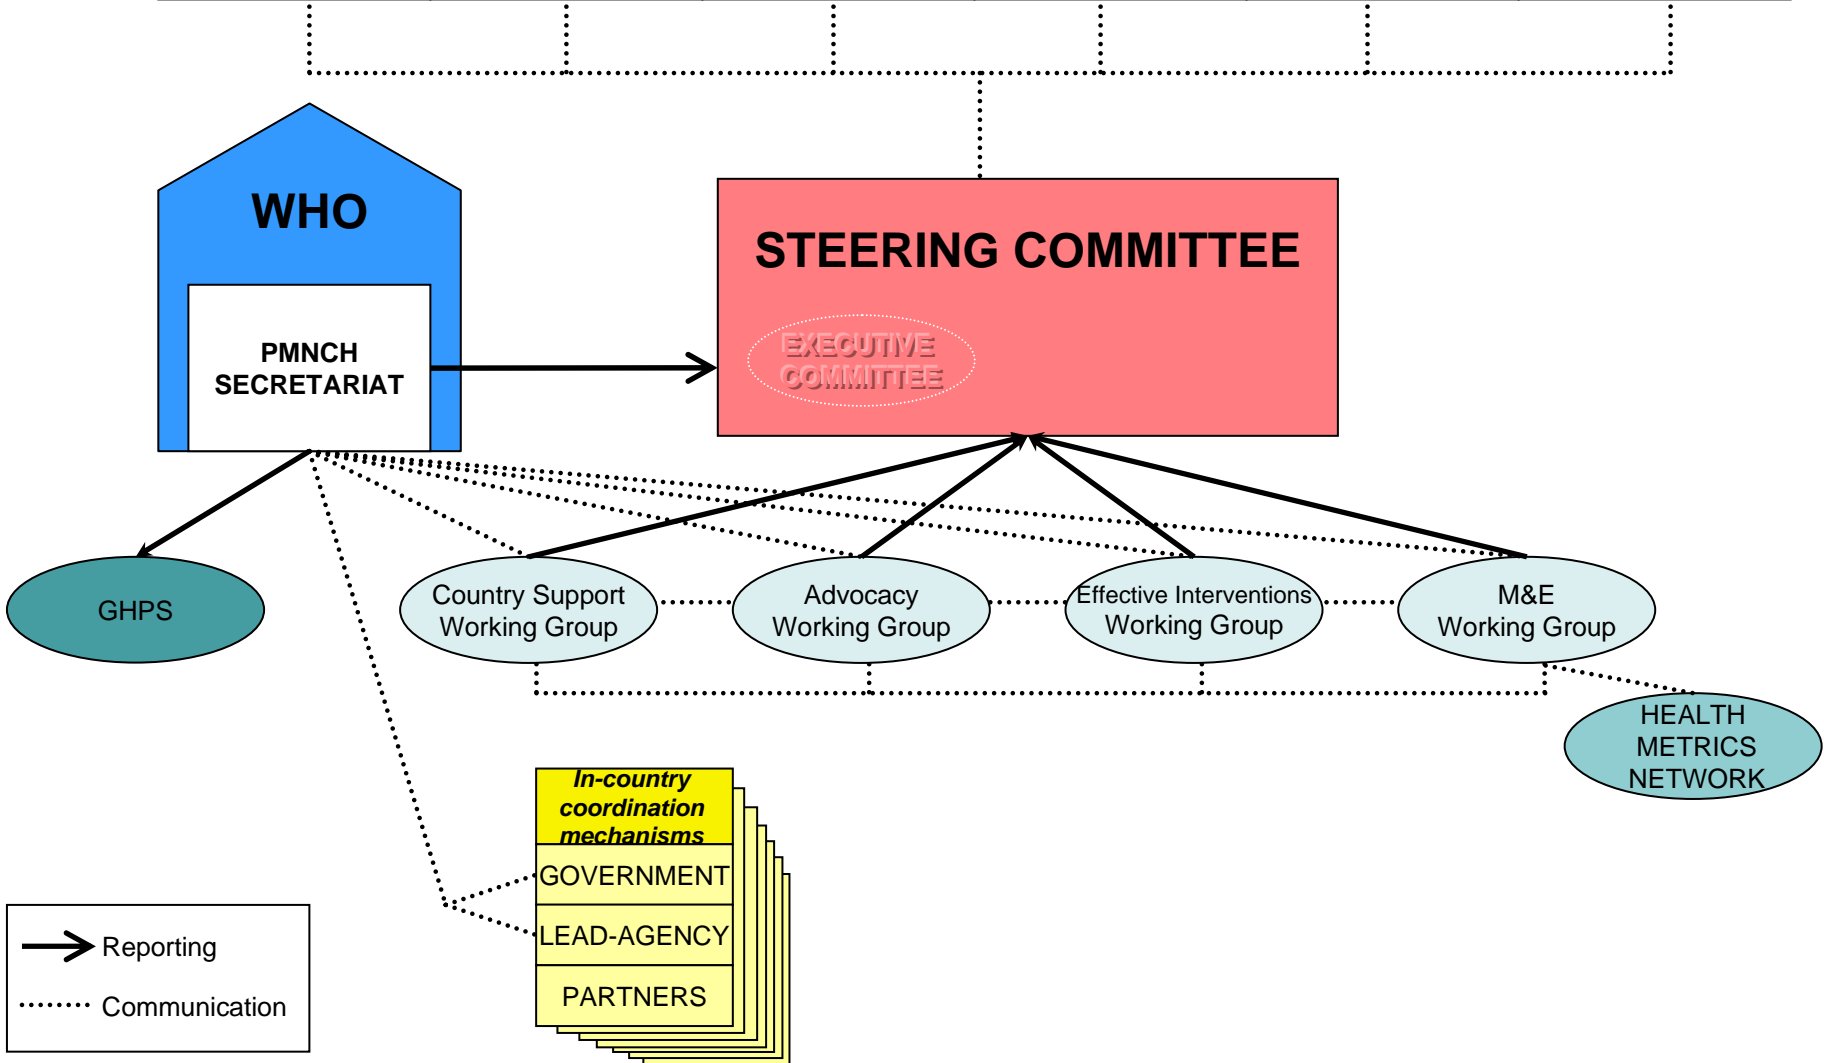 WHO
PMNCH
SECRETARIAT
STEERING COMMITTEE
EXECUTIVE
COMMITTEE
GHPS
Country Support
Working Group
Advocacy
Working Group
Effective Interventions
Working Group
M&E
Working Group
HEALTH
METRICS
NETWORK
In-country
coordination
mechanisms
GOVERNMENT
LEAD-AGENCY
PARTNERS
Reporting
Communication